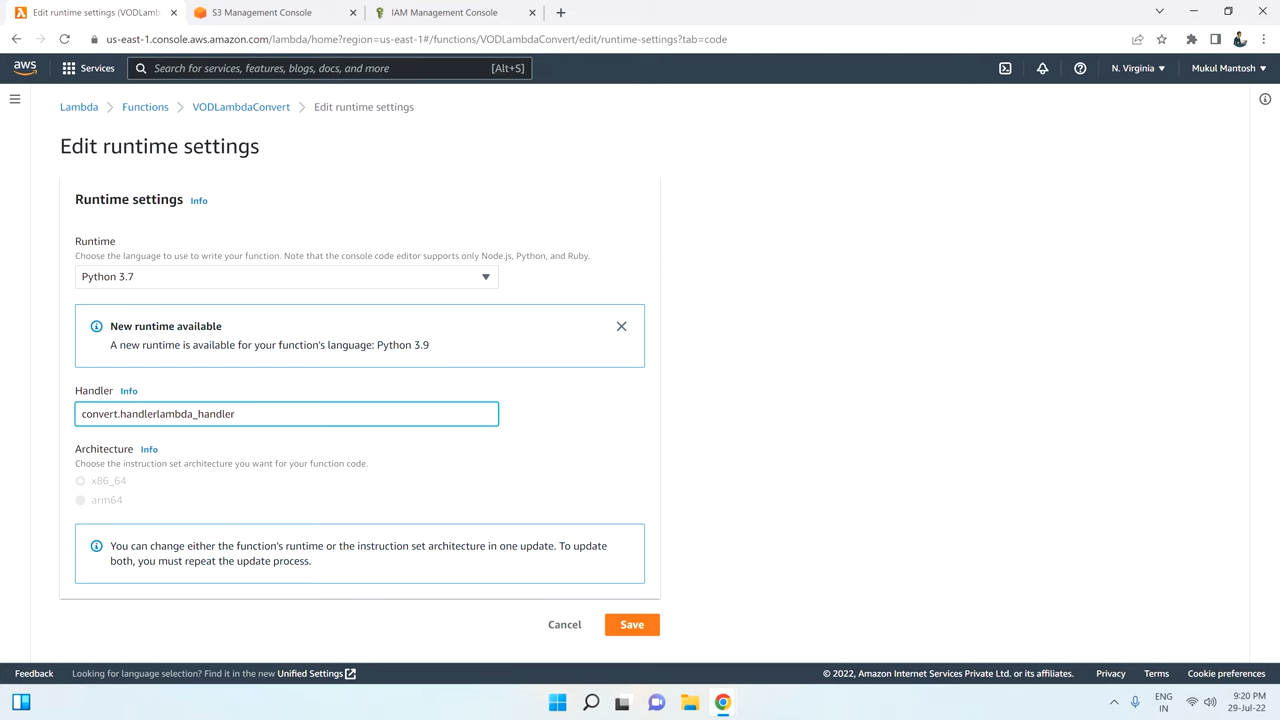 Edit runtime settings (VODLamb
S3 Management Console
IAM Management Console
us-east-1.console.aws.amazon.com/lambda/home?region=us-east-1#/functions/VODLambdaConvert/edit/runtime-settings?tab=code
aws
Services
Search for services, features, blogs, docs, and more
[Alt+S]
N. Virginia
Mukul Mantosh
Lambda
Functions
VODLambdaConvert
Edit runtime settings
Edit runtime settings
Runtime settings Info
Runtime
Choose the language to use to write your function. Note that the console code editor supports only Node.js, Python, and Ruby.
Python 3.7
New runtime available
A new runtime is available for your function's language: Python 3.9
Handler Info
convert.handlerlambda_handler
Architecture Info
Choose the instruction set architecture you want for your function code.
x86_64
arm64
You can change either the function's runtime or the instruction set architecture in one update. To update
both, you must repeat the update process.
Cancel
Save
Feedback
Looking for language selection? Find it in the new Unified Settings
© 2022, Amazon Internet Services Private Ltd. or its affiliates.
Privacy
Terms
Cookie preferences
ENG
IN
9:20 PM
29-Jul-22